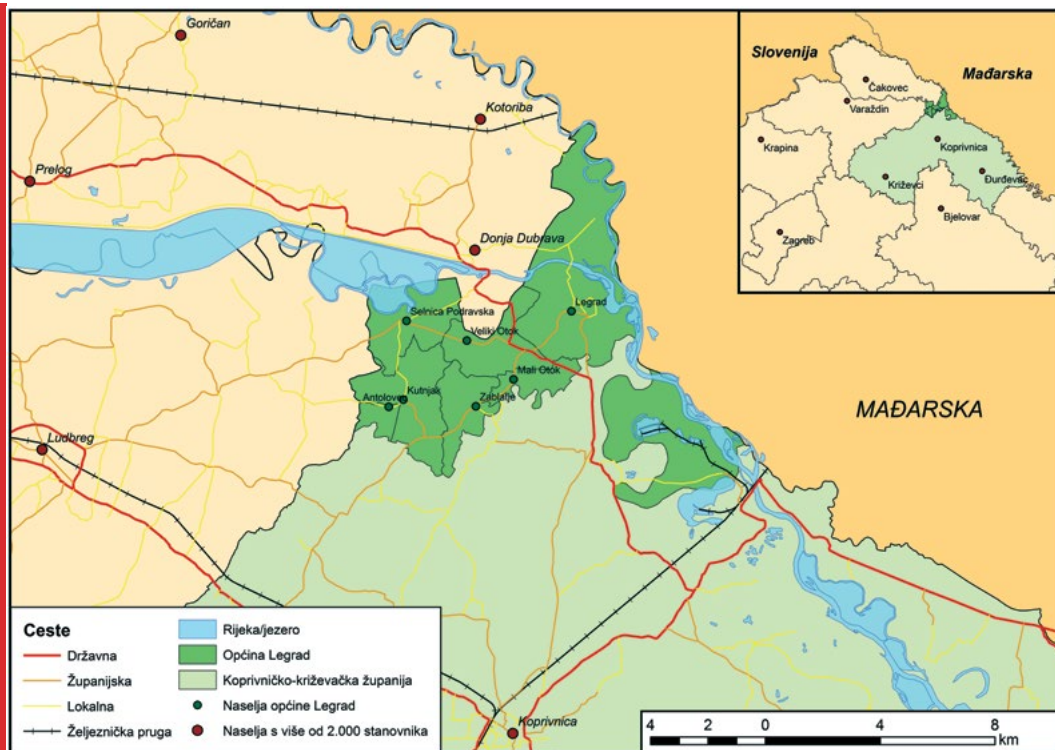 Goričan
Kotoriba
Prelog
Donja Dubrava
Legrad
Selnica Podravska
Veliki Otok
Mali Otok
Kutnjak
Antolovec
Zablatje
Ludbreg
MAĐARSKA
Koprivnica
Slovenija
Mađarska
Čakovec
Varaždin
Krapina
Koprivnica
Križevci
Đurđevac
Bjelovar
Zagreb
Ceste
Državna
Županijska
Lokalna
Željeznička pruga
Rijeka/jezero
Općina Legrad
Koprivničko-križevačka županija
Naselja općine Legrad
Naselja s više od 2.000 stanovnika
4 2 0 4 8
km